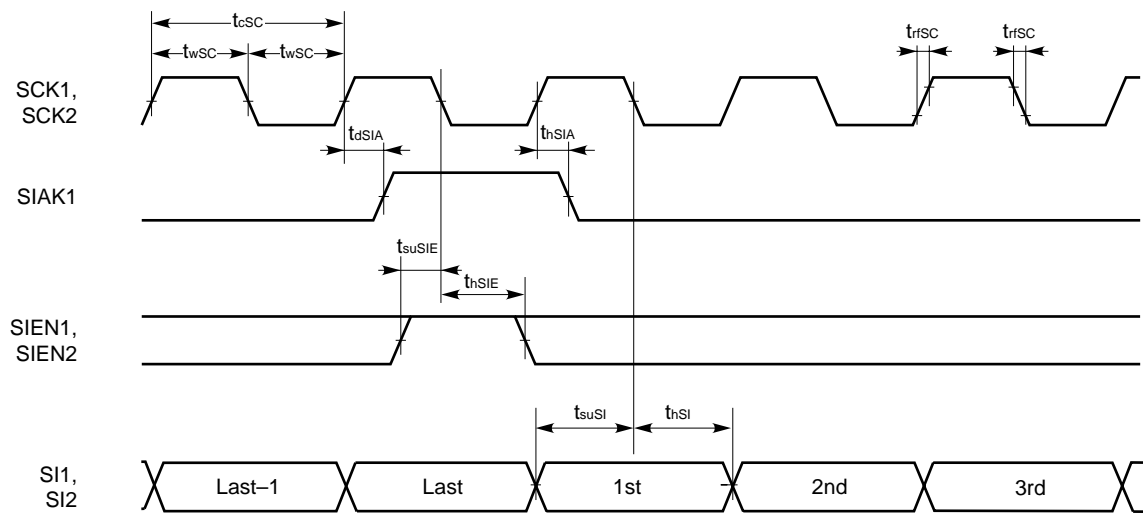 tcSC
twSC twSC trfSC trfSC
SCK1,
SCK2
tdSIA thSIA
SIAK1
tsuSIE
thSIE
SIEN1,
SIEN2
tsuSI thSI
SI1,
SI2
Last–1 Last 1st 2nd 3rd